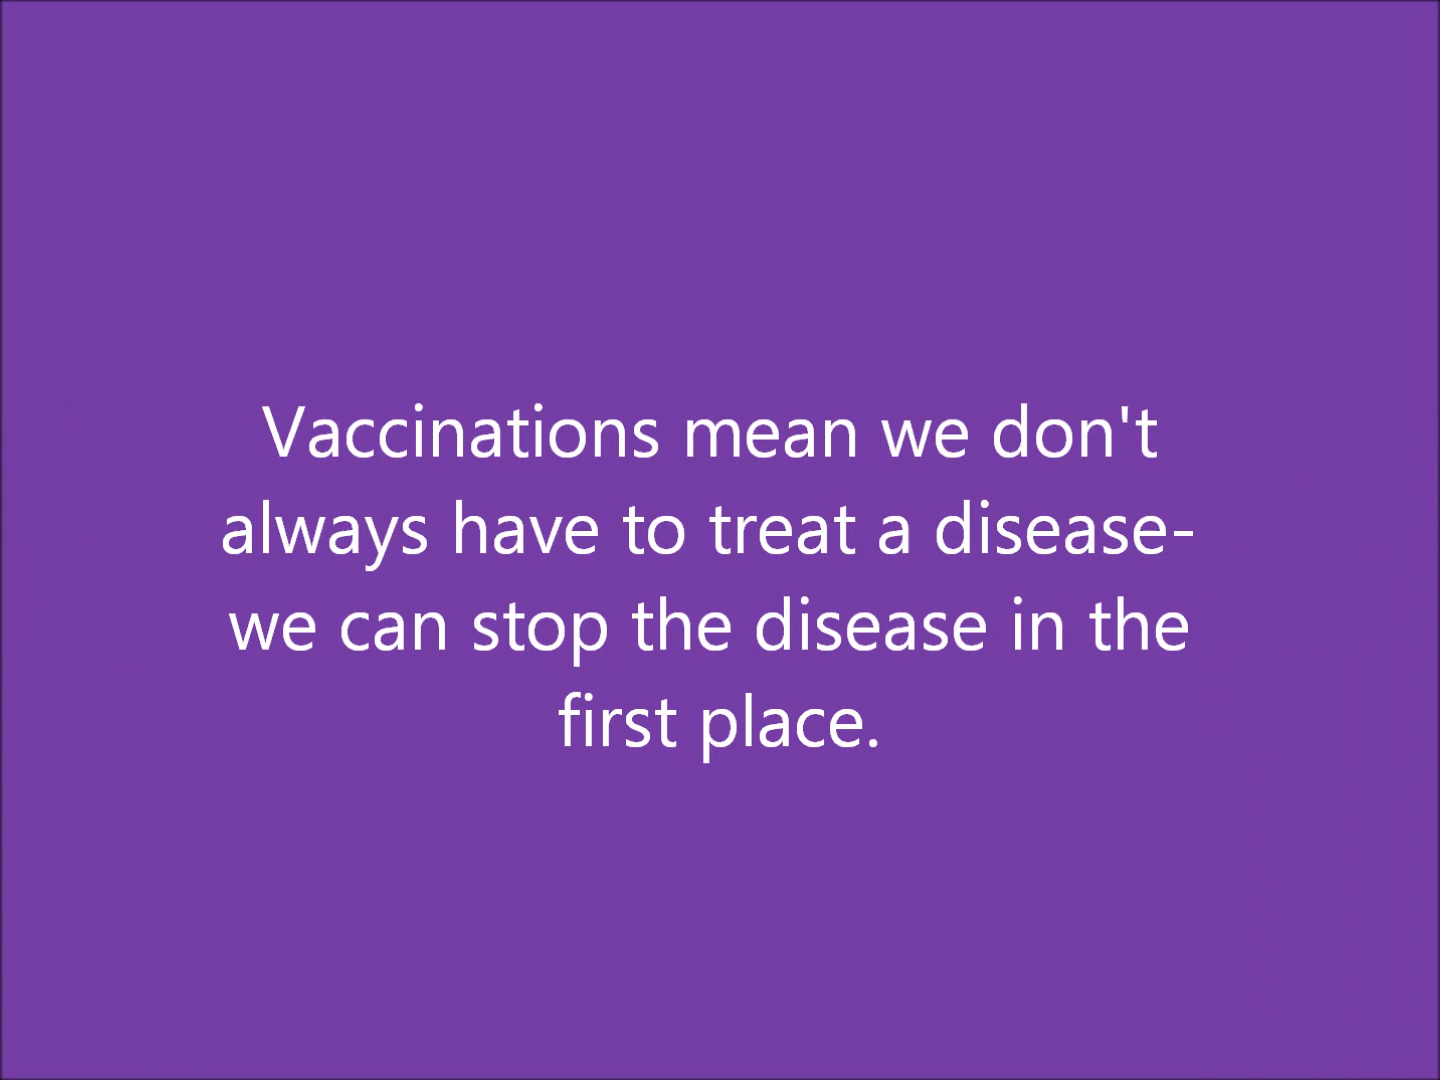 Vaccinations mean we don't
always have to treat a disease-
we can stop the disease in the
first place.